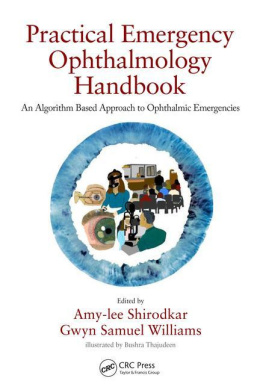 Practical Emergency
Ophthalmology
Handbook
An Algorithm Based Approach to Ophthalmic Emergencies
Edited by
Amy-lee Shirodkar
Gwyn Samuel Williams
illustrated by Bushra Thajudeen
CRC
CRC Press
Taylor & Francis Group